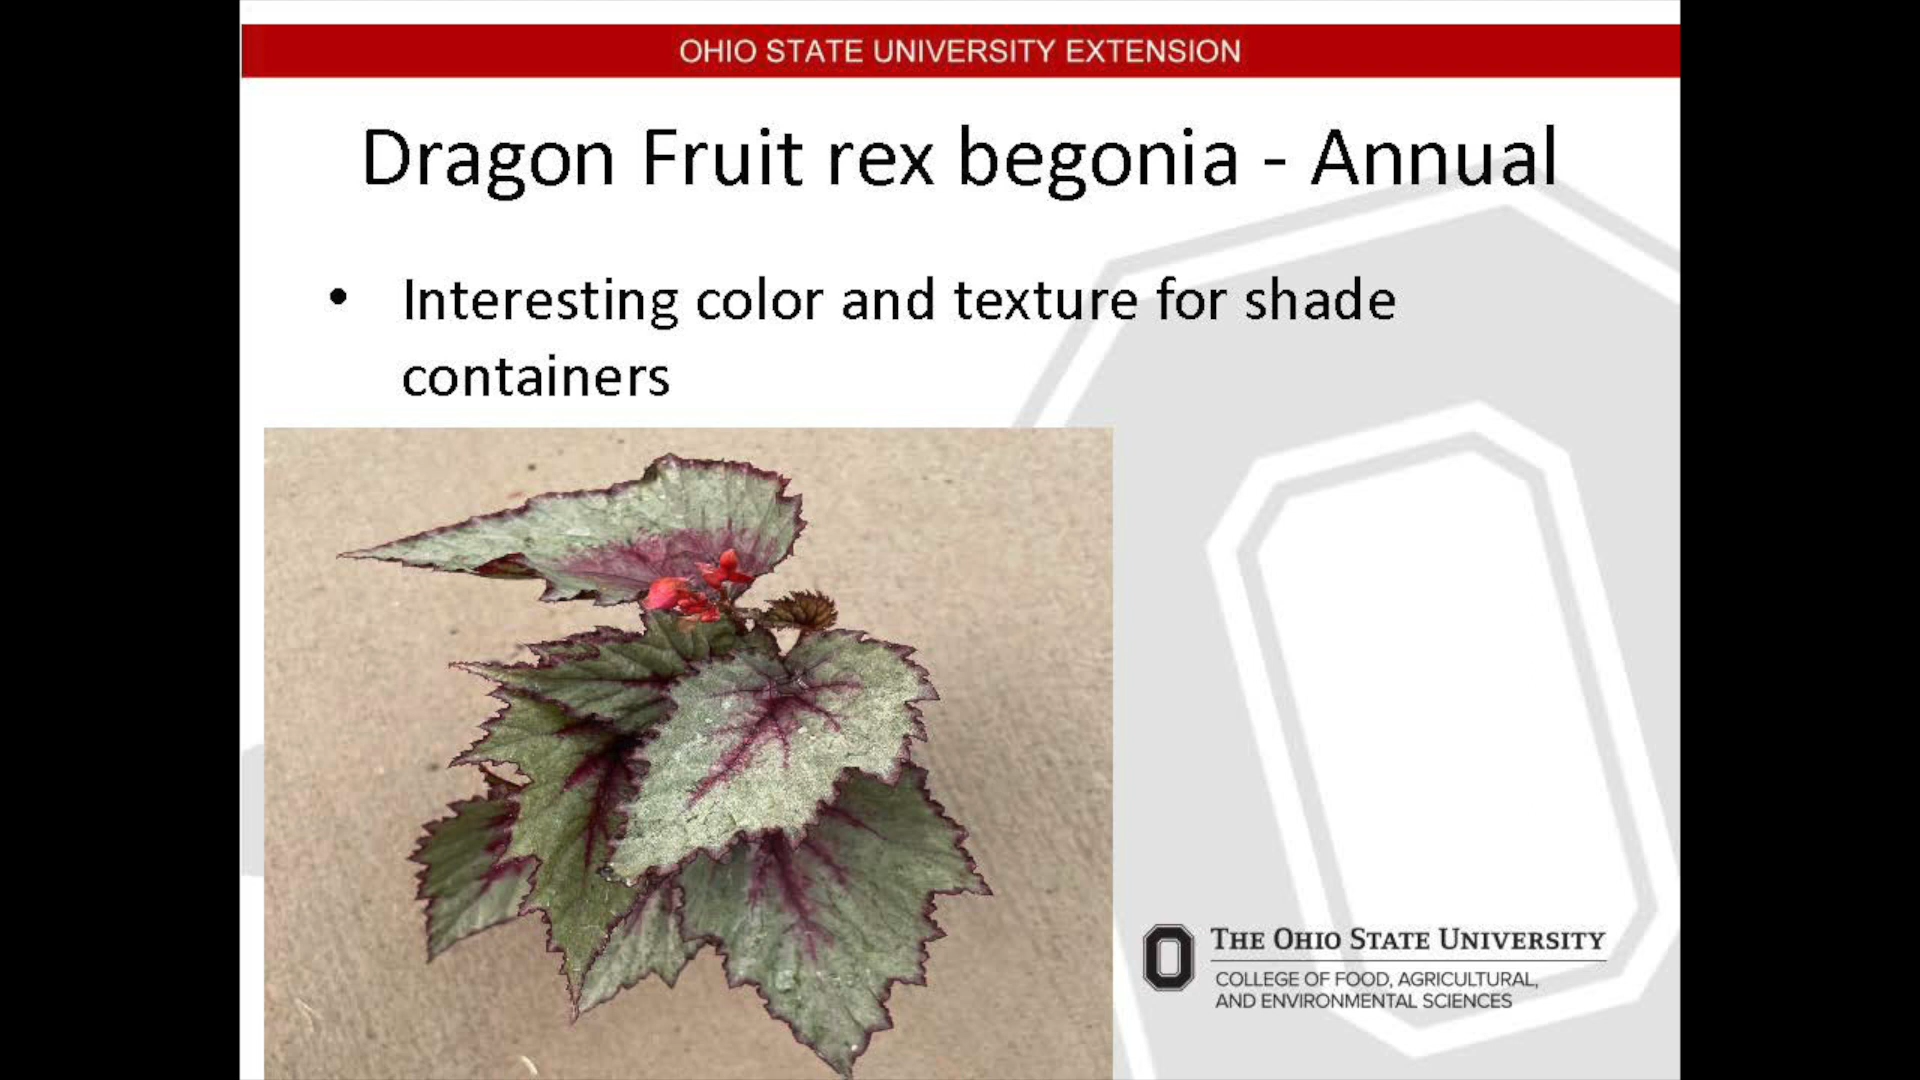 OHIO STATE UNIVERSITY EXTENSION
Dragon Fruit rex begonia - Annual
• Interesting color and texture for shade
containers
THE OHIO STATE UNIVERSITY
COLLEGE OF FOOD, AGRICULTURAL,
AND ENVIRONMENTAL SCIENCES